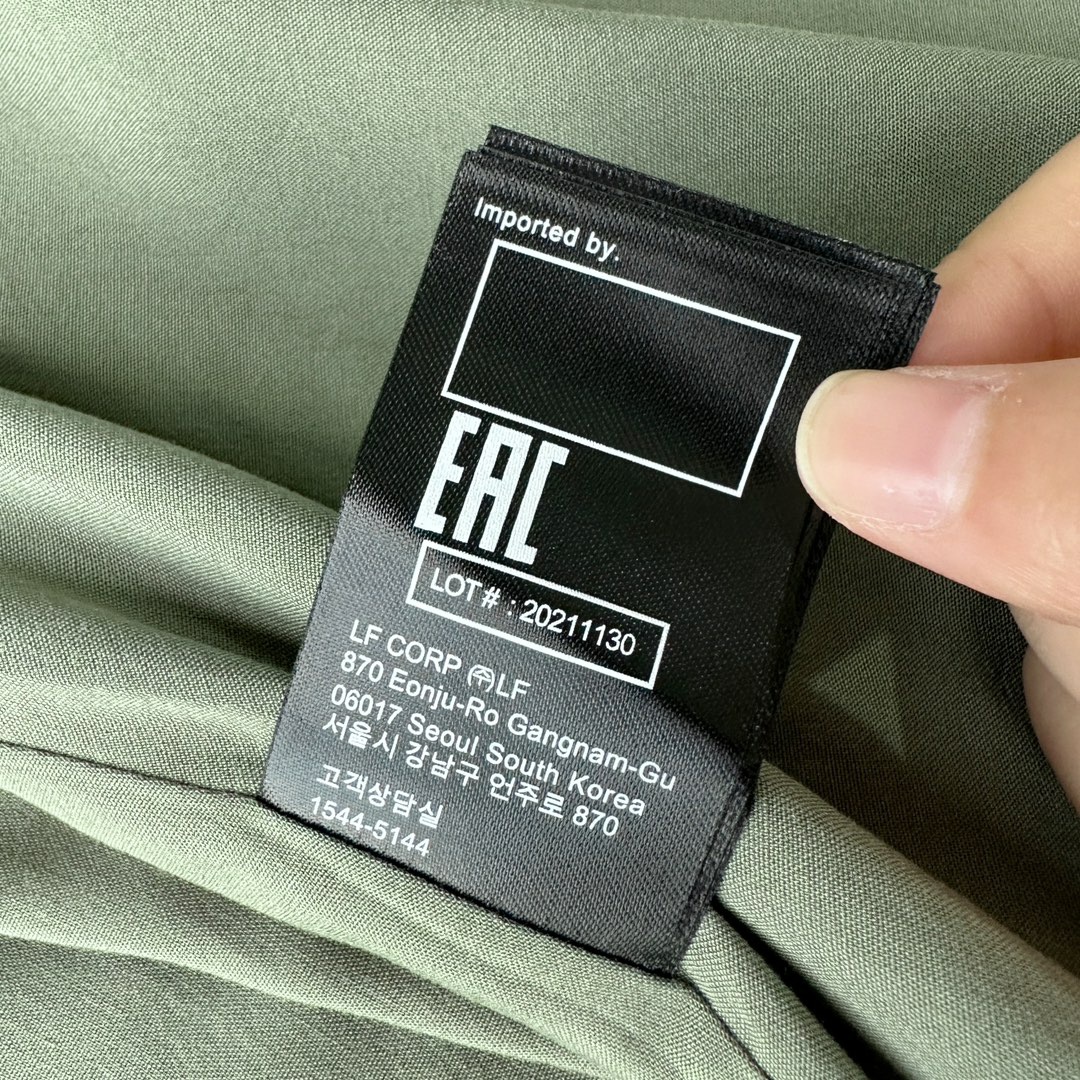 Imported by.
EAC
LOT# : 20211130
LF CORP ㈜LF
870 Eonju-Ro Gangnam-Gu
06017 Seoul South Korea
서울시 강남구 언주로 870
고객상담실
1544-5144